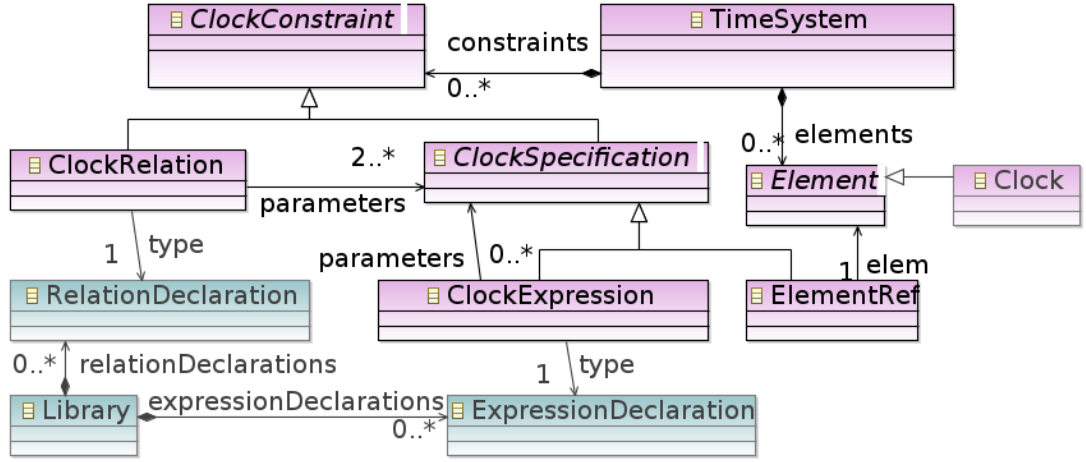 ClockConstraint
TimeSystem
constraints
0..*
elements
0..*
ClockRelation
2..*
ClockSpecification
Element
Clock
parameters
type
1
parameters
0..*
1
elem
RelationDeclaration
ClockExpression
ElementRef
0..*
relationDeclarations
type
1
Library
expressionDeclarations
0..*
ExpressionDeclaration